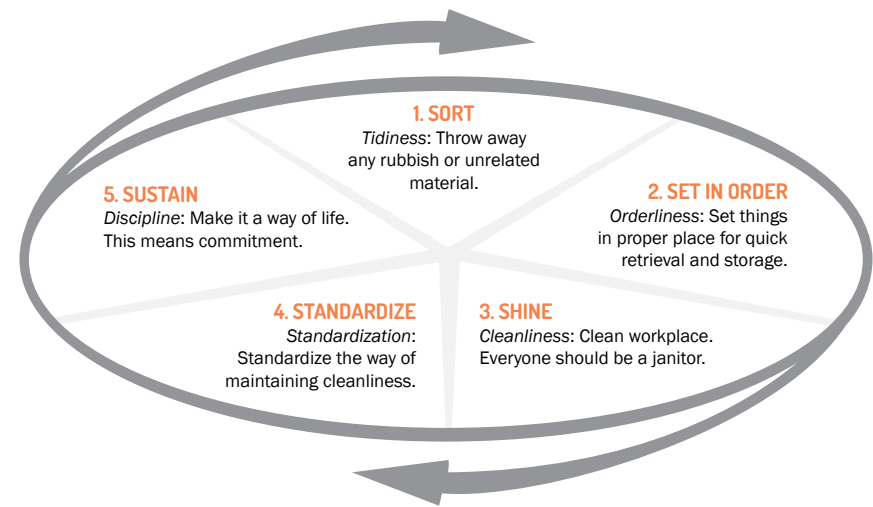 1. SORT
Tidiness: Throw away
any rubbish or unrelated
material.
2. SET IN ORDER
Orderliness: Set things
in proper place for quick
retrieval and storage.
3. SHINE
Cleanliness: Clean workplace.
Everyone should be a janitor.
4. STANDARDIZE
Standardization:
Standardize the way of
maintaining cleanliness.
5. SUSTAIN
Discipline: Make it a way of life.
This means commitment.